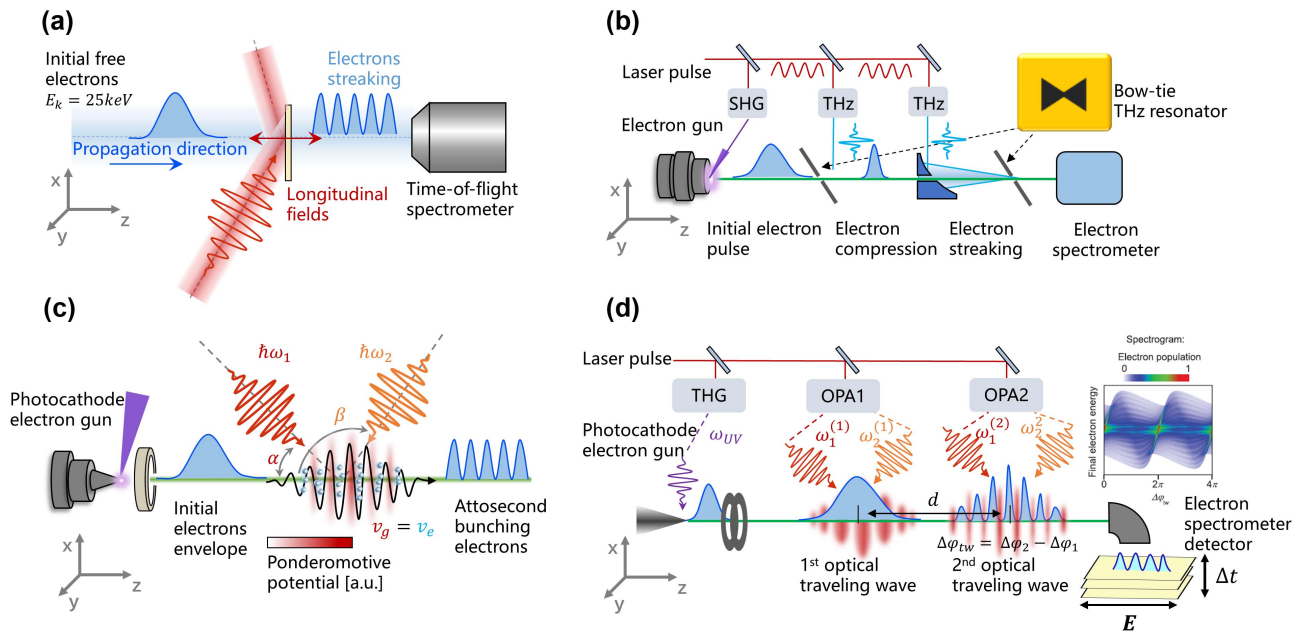 (a)
Initial free
electrons
E_k = 25keV
Electrons
streaking
Propagation direction
Longitudinal
fields
Time-of-flight
spectrometer
x
y
z
(b)
Laser pulse
SHG
THz
THz
Bow-tie
THz resonator
Electron gun
x
y
z
Initial electron
pulse
Electron
compression
Electron
streaking
Electron
spectrometer
(c)
ħω₁
ħω₂
Photocathode
electron gun
α
β
Initial
electrons
envelope
v_g = v_e
Attosecond
bunching
electrons
Ponderomotive
potential [a.u.]
x
y
z
(d)
Laser pulse
THG
OPA1
OPA2
Spectrogram:
Electron population
0 1
Final electron energy
0 2π 4π
Δφ_tw
Photocathode
electron gun
ω_UV
ω₁⁽¹⁾
ω₂⁽¹⁾
ω₁⁽²⁾
ω₂²
d
Δφ_tw = Δφ₂ − Δφ₁
1st optical
traveling wave
2nd optical
traveling wave
Electron
spectrometer
detector
Δt
E
x
y
z